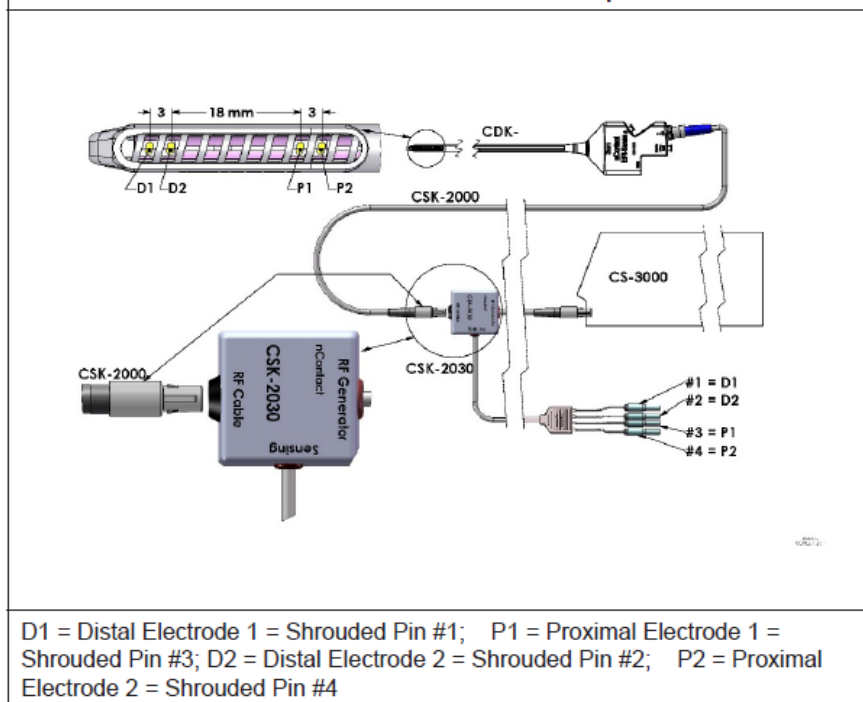 3 18 mm 3
D1 D2 P1 P2
CDK-
CSK-2000
CS-3000
CSK-2030
CSK-2000
RF Generator
nContact
CSK-2030
RF Cable
Sensing
#1 = D1
#2 = D2
#3 = P1
#4 = P2
D1 = Distal Electrode 1 = Shrouded Pin #1; P1 = Proximal Electrode 1 =
Shrouded Pin #3; D2 = Distal Electrode 2 = Shrouded Pin #2; P2 = Proximal
Electrode 2 = Shrouded Pin #4